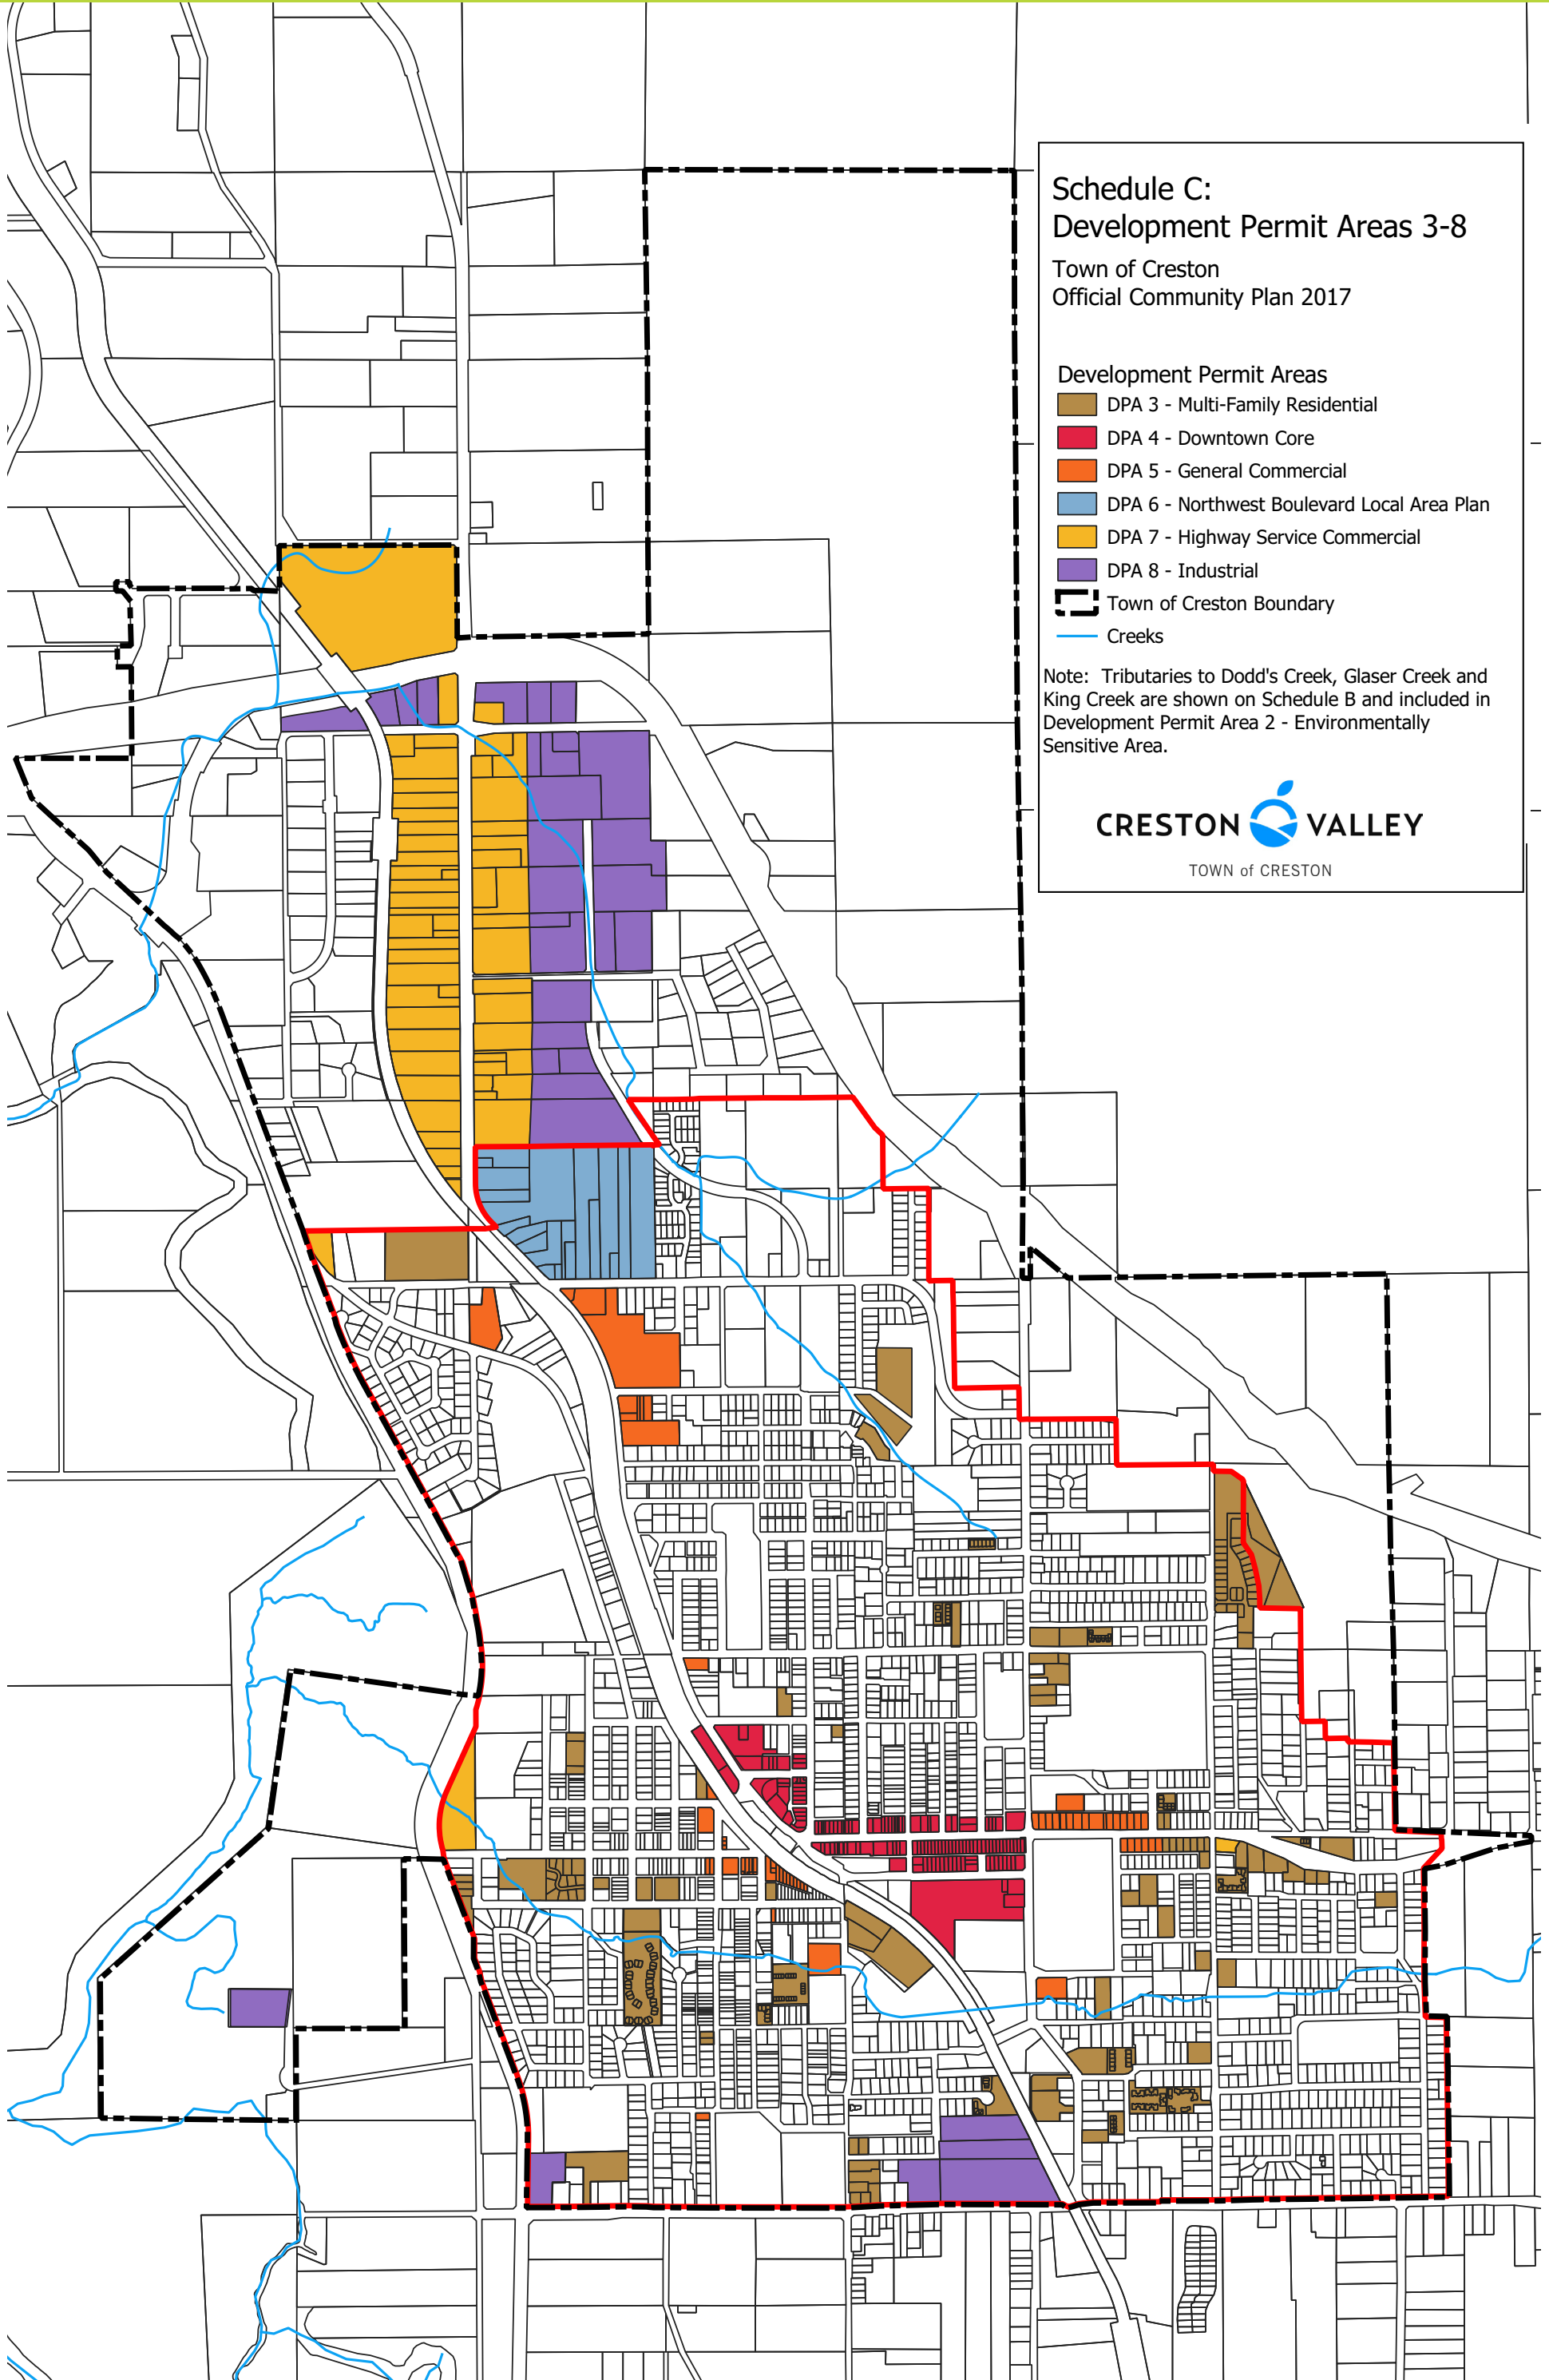 Schedule C:
Development Permit Areas 3-8
Town of Creston
Official Community Plan 2017
Development Permit Areas
DPA 3 - Multi-Family Residential
DPA 4 - Downtown Core
DPA 5 - General Commercial
DPA 6 - Northwest Boulevard Local Area Plan
DPA 7 - Highway Service Commercial
DPA 8 - Industrial
Town of Creston Boundary
Creeks
Note: Tributaries to Dodd's Creek, Glaser Creek and
King Creek are shown on Schedule B and included in
Development Permit Area 2 - Environmentally
Sensitive Area.
CRESTON VALLEY
TOWN of CRESTON